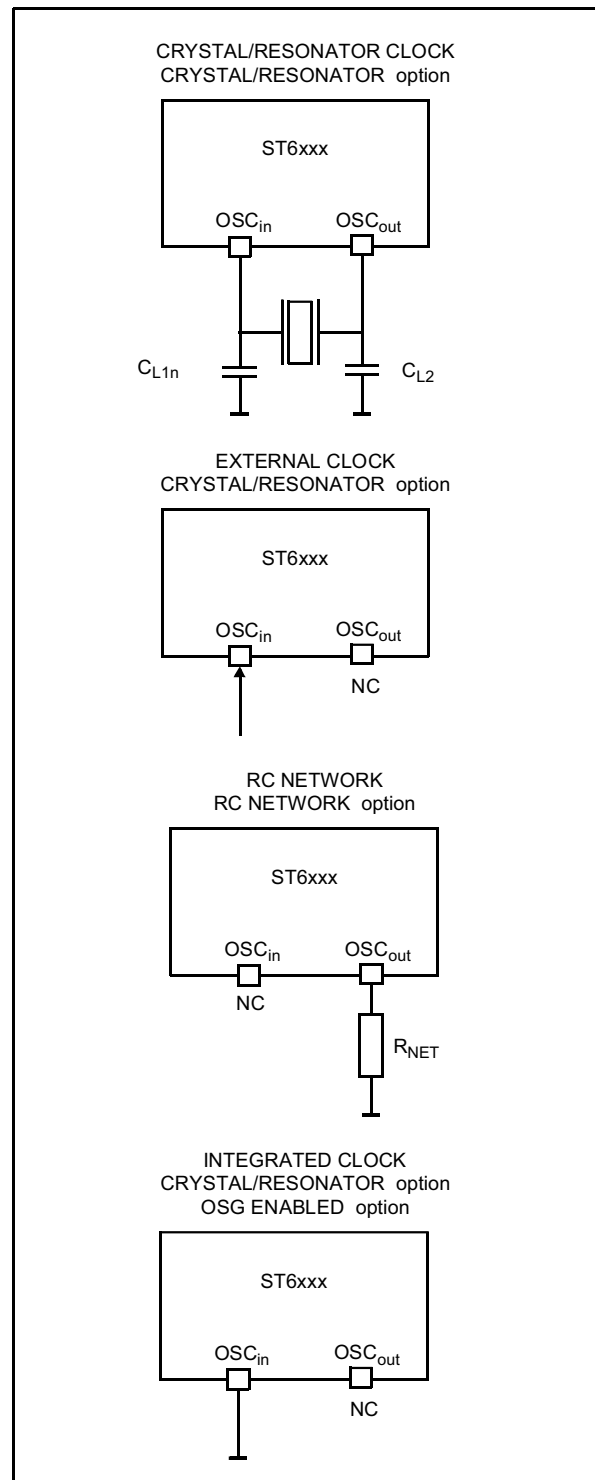 CRYSTAL/RESONATOR CLOCK
CRYSTAL/RESONATOR option
ST6xxx
OSCin OSCout
CL1n CL2
EXTERNAL CLOCK
CRYSTAL/RESONATOR option
ST6xxx
OSCin OSCout
NC
RC NETWORK
RC NETWORK option
ST6xxx
OSCin OSCout
NC
RNET
INTEGRATED CLOCK
CRYSTAL/RESONATOR option
OSG ENABLED option
ST6xxx
OSCin OSCout
NC